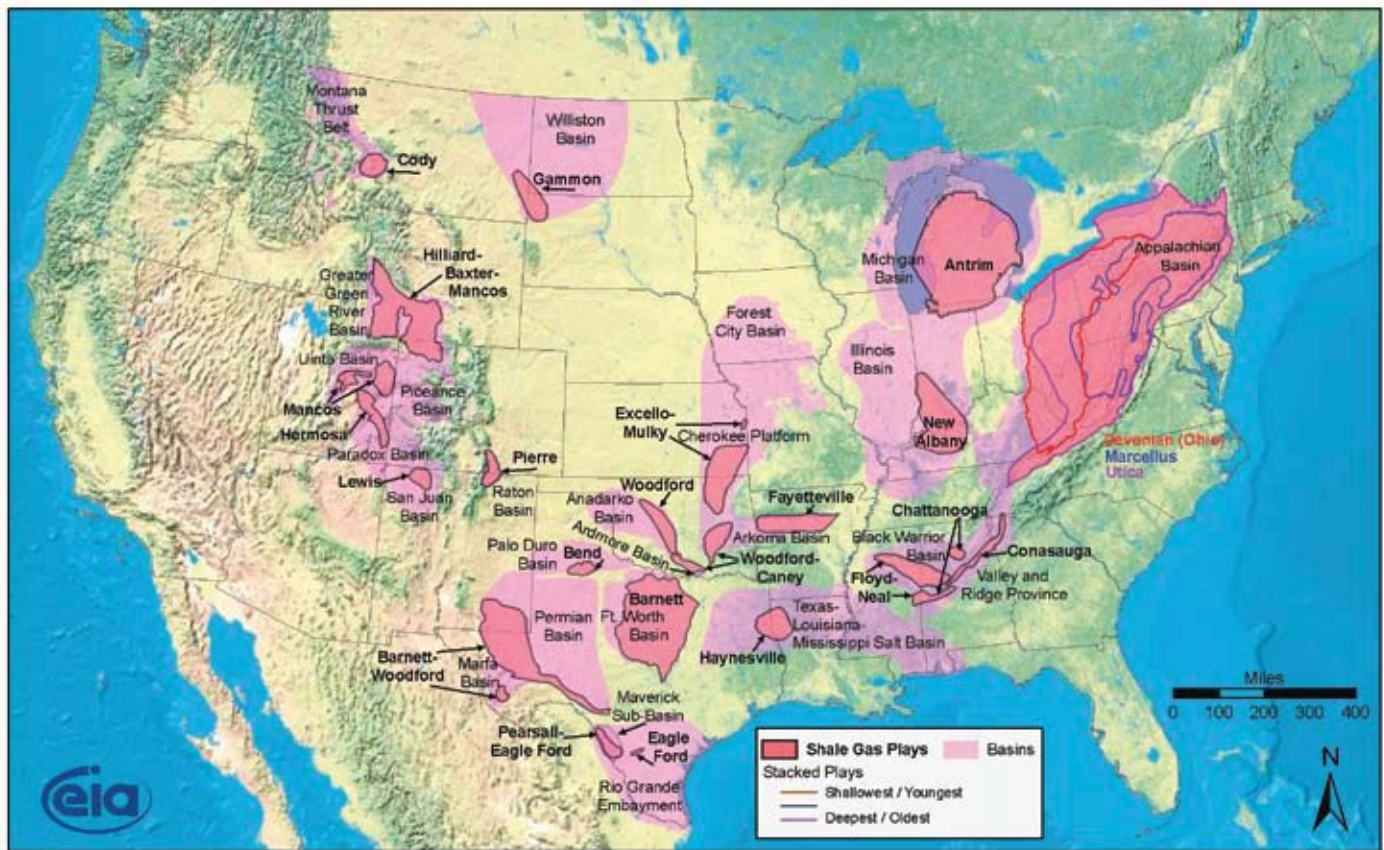 Montana
Thrust
Belt
Cody
Williston
Basin
Gammon
Hilliard-
Baxter-
Mancos
Greater
Green
River
Basin
Uinta Basin
Piceance
Basin
Mancos
Hermosa
Paradox Basin
Lewis
San Juan
Basin
Pierre
Raton
Basin
Forest
City Basin
Excello-
Mulky
Cherokee Platform
Michigan
Basin
Antrim
Illinois
Basin
New
Albany
Appalachian
Basin
Devonian (Ohio)
Marcellus
Utica
Woodford
Anadarko
Basin
Ardmore Basin
Palo Duro
Basin
Bend
Fayetteville
Arkoma Basin
Woodford-
Caney
Chattanooga
Black Warrior
Basin
Conasauga
Floyd-
Neal
Valley and
Ridge Province
Barnett
Ft. Worth
Basin
Permian
Basin
Barnett-
Woodford
Marfa
Basin
Texas-
Louisiana-
Mississippi Salt Basin
Haynesville
Maverick
Sub-Basin
Pearsall-
Eagle Ford
Eagle
Ford
Rio Grande
Embayment
Miles
0 100 200 300 400
N
Shale Gas Plays
Basins
Stacked Plays
Shallowest / Youngest
Deepest / Oldest
eia